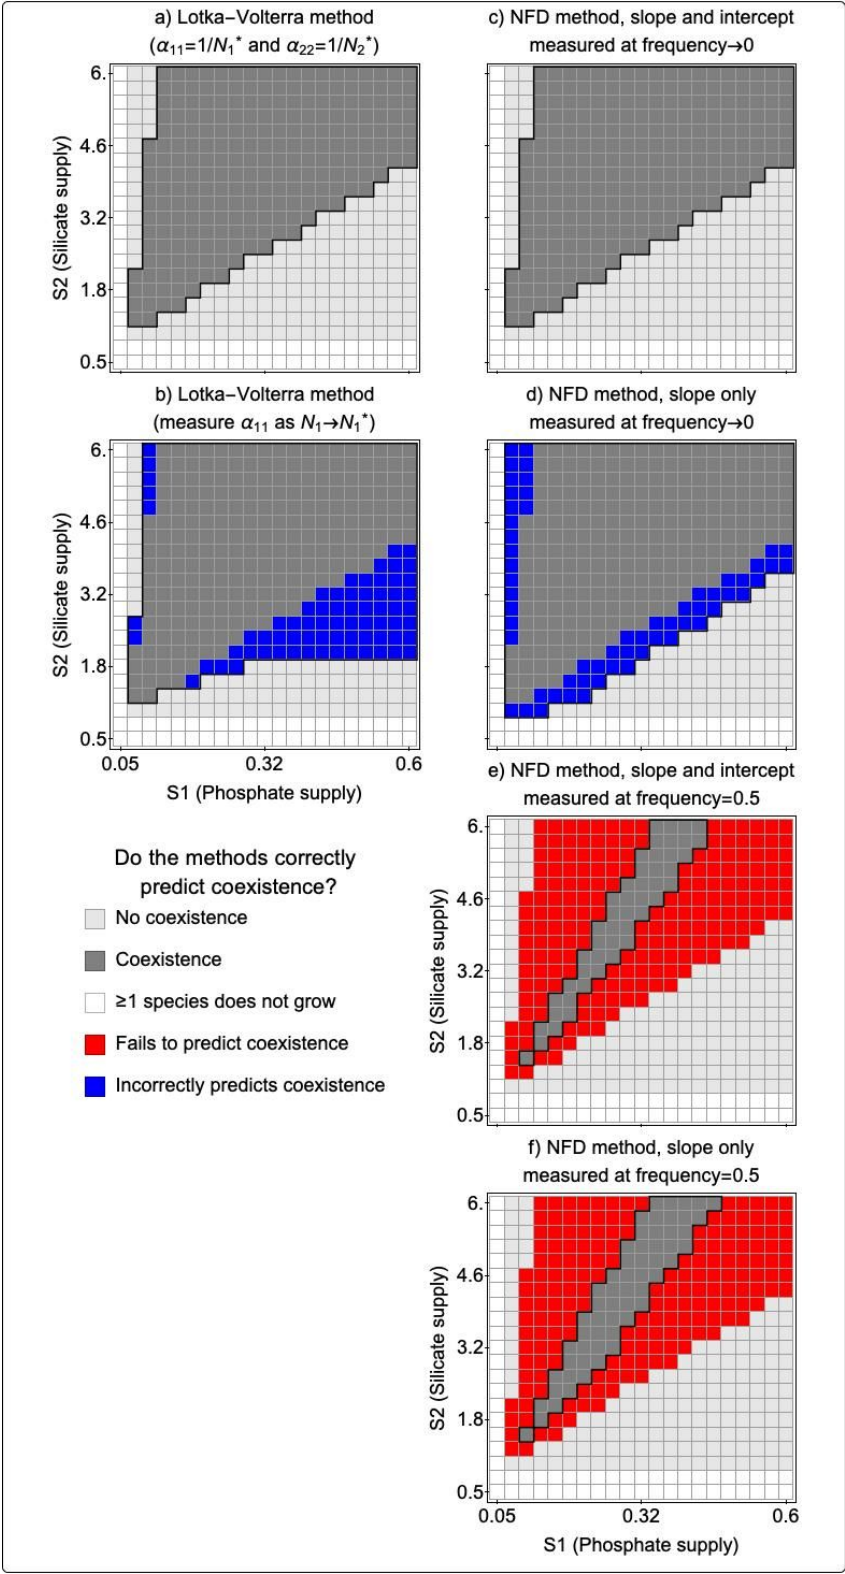 a) Lotka−Volterra method
(α11=1/N1* and α22=1/N2*)
6.
4.6
3.2
1.8
0.5
S2 (Silicate supply)
c) NFD method, slope and intercept
measured at frequency→0
b) Lotka−Volterra method
(measure α11 as N1→N1*)
6.
4.6
3.2
1.8
0.5
S2 (Silicate supply)
0.05
0.32
0.6
S1 (Phosphate supply)
d) NFD method, slope only
measured at frequency→0
e) NFD method, slope and intercept
measured at frequency=0.5
6.
4.6
3.2
1.8
0.5
S2 (Silicate supply)
Do the methods correctly
predict coexistence?
No coexistence
Coexistence
≥1 species does not grow
Fails to predict coexistence
Incorrectly predicts coexistence
f) NFD method, slope only
measured at frequency=0.5
6.
4.6
3.2
1.8
0.5
S2 (Silicate supply)
0.05
0.32
0.6
S1 (Phosphate supply)